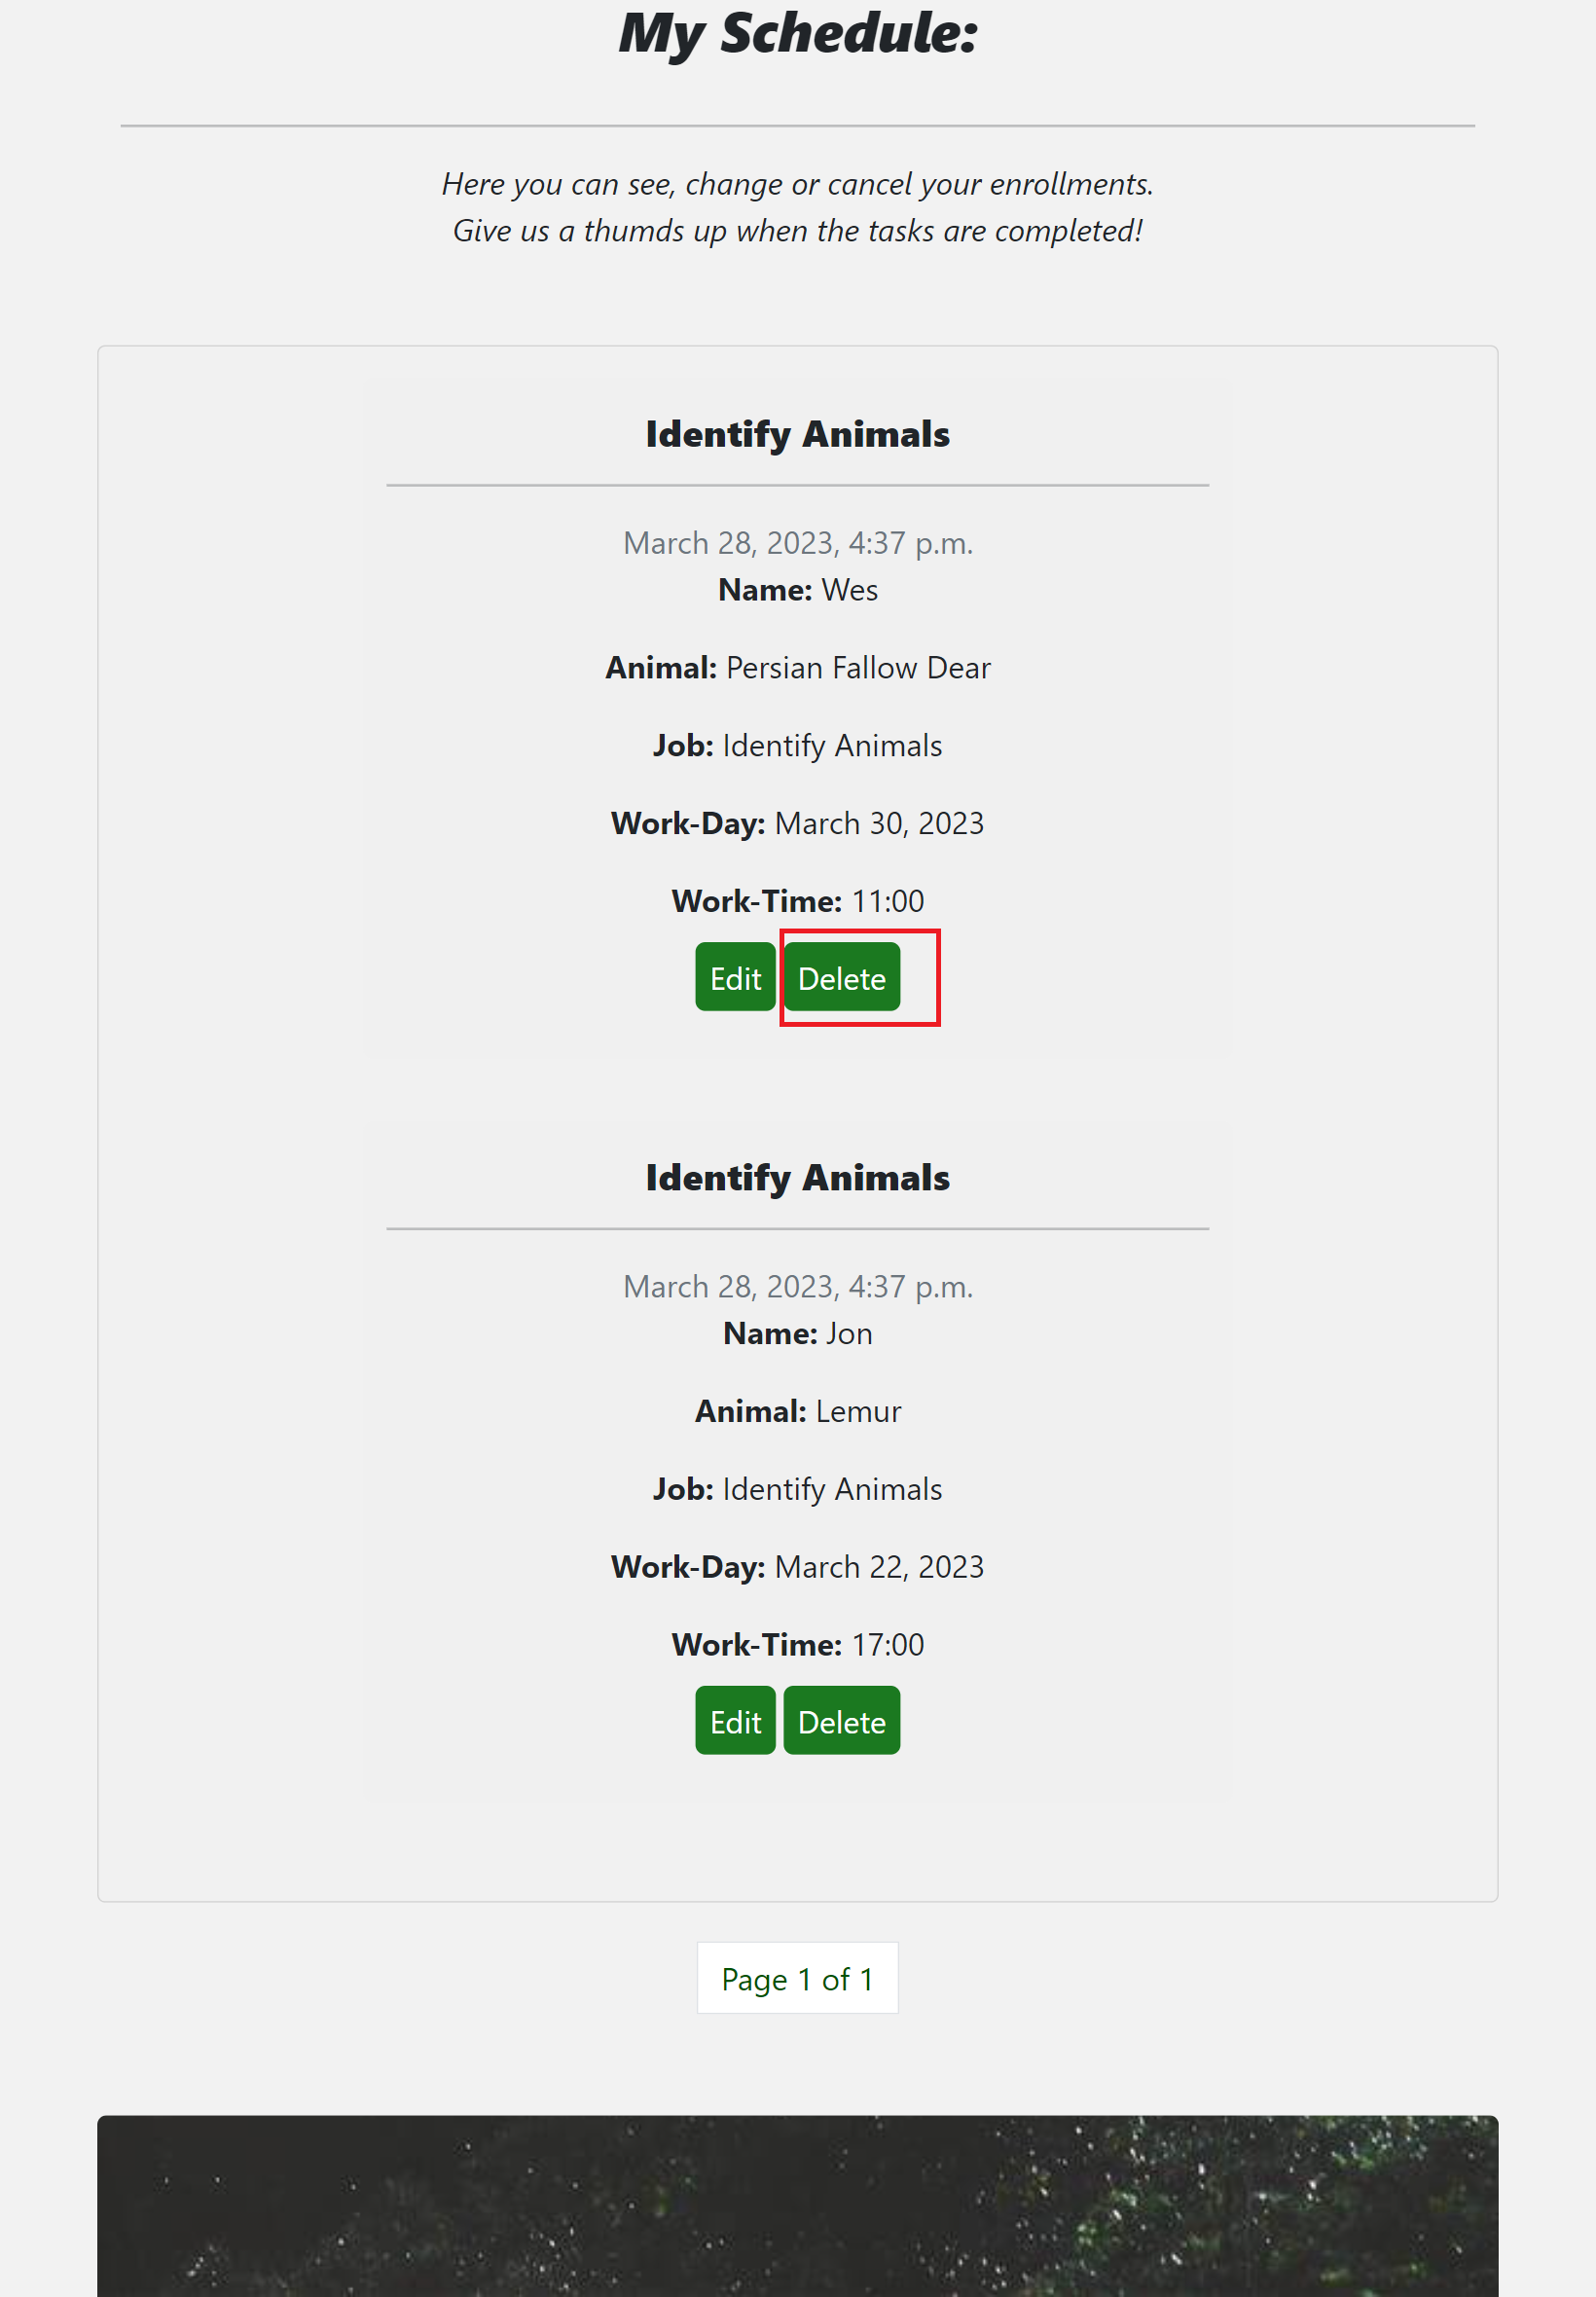 My Schedule:
Here you can see, change or cancel your enrollments.
Give us a thumds up when the tasks are completed!
Identify Animals
March 28, 2023, 4:37 p.m.
Name: Wes
Animal: Persian Fallow Dear
Job: Identify Animals
Work-Day: March 30, 2023
Work-Time: 11:00
Edit Delete
Identify Animals
March 28, 2023, 4:37 p.m.
Name: Jon
Animal: Lemur
Job: Identify Animals
Work-Day: March 22, 2023
Work-Time: 17:00
Edit Delete
Page 1 of 1